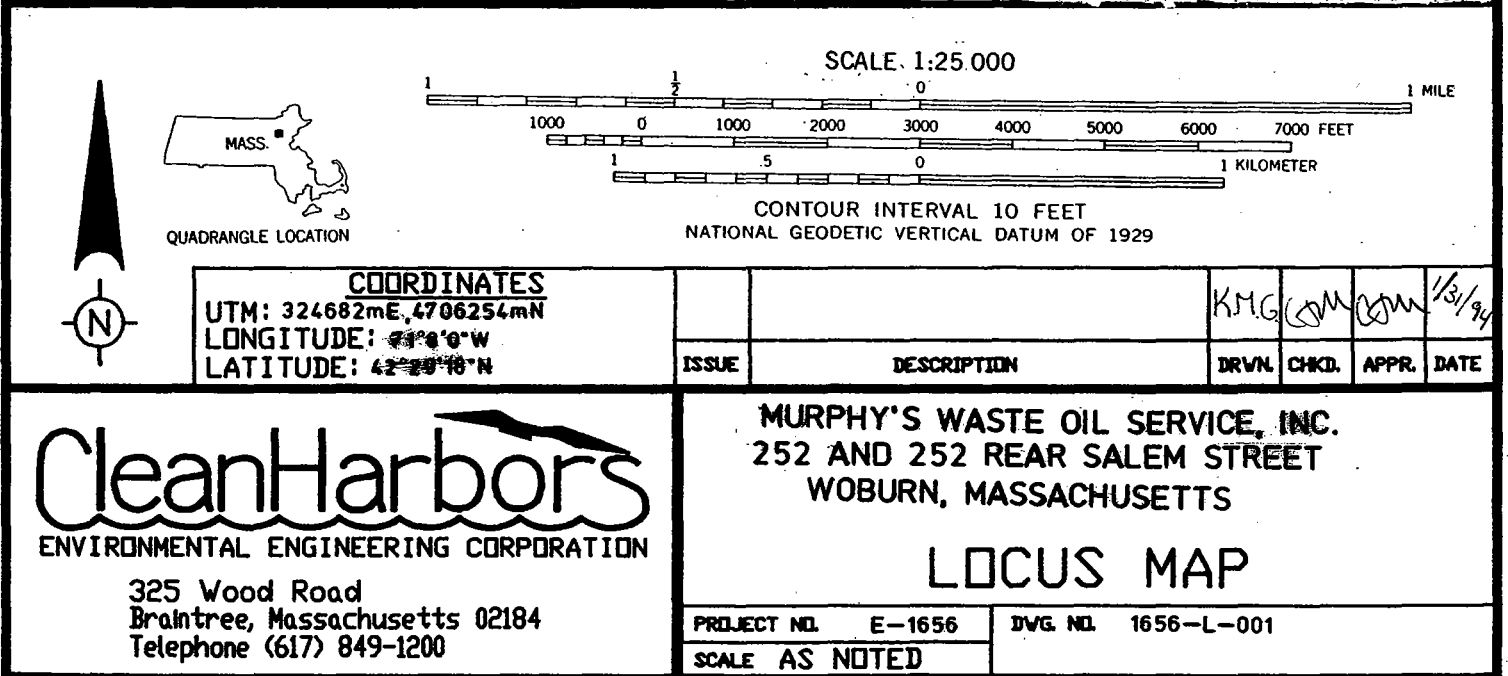 SCALE 1:25 000
1 1/2 0 1 MILE
1000 0 1000 2000 3000 4000 5000 6000 7000 FEET
1 .5 0 1 KILOMETER
CONTOUR INTERVAL 10 FEET
NATIONAL GEODETIC VERTICAL DATUM OF 1929
MASS.
QUADRANGLE LOCATION
N
COORDINATES
UTM: 324682mE, 4706254mN
LONGITUDE:
LATITUDE:
K.M.G. 1/31/94
ISSUE DESCRIPTION DRWN. CHKD. APPR. DATE
CleanHarbors
ENVIRONMENTAL ENGINEERING CORPORATION
325 Wood Road
Braintree, Massachusetts 02184
Telephone (617) 849-1200
MURPHY'S WASTE OIL SERVICE, INC.
252 AND 252 REAR SALEM STREET
WOBURN, MASSACHUSETTS
LOCUS MAP
PROJECT NO. E-1656
DWG. NO. 1656-L-001
SCALE AS NOTED